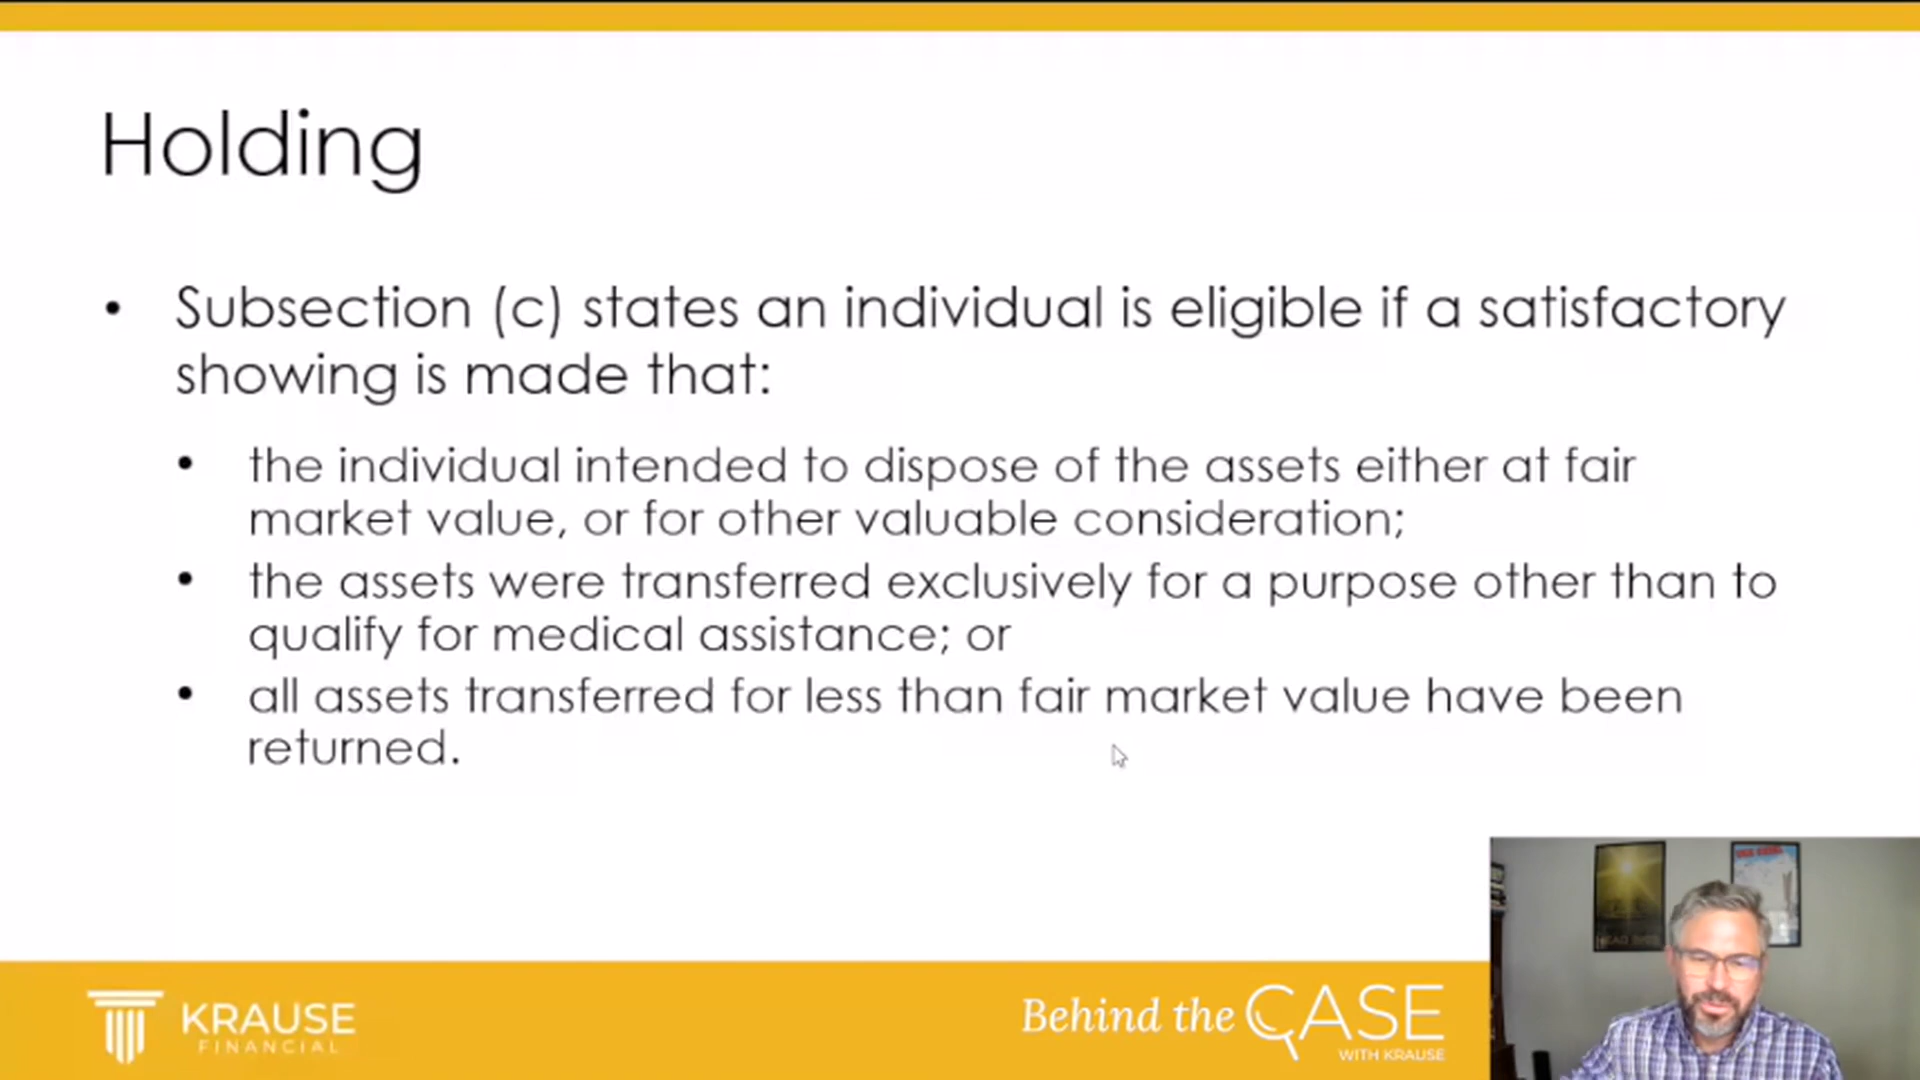 Holding
• Subsection (c) states an individual is eligible if a satisfactory
showing is made that:
• the individual intended to dispose of the assets either at fair
market value, or for other valuable consideration;
• the assets were transferred exclusively for a purpose other than to
qualify for medical assistance; or
• all assets transferred for less than fair market value have been
returned.
KRAUSE
FINANCIAL
Behind the CASE
WITH KRAUSE